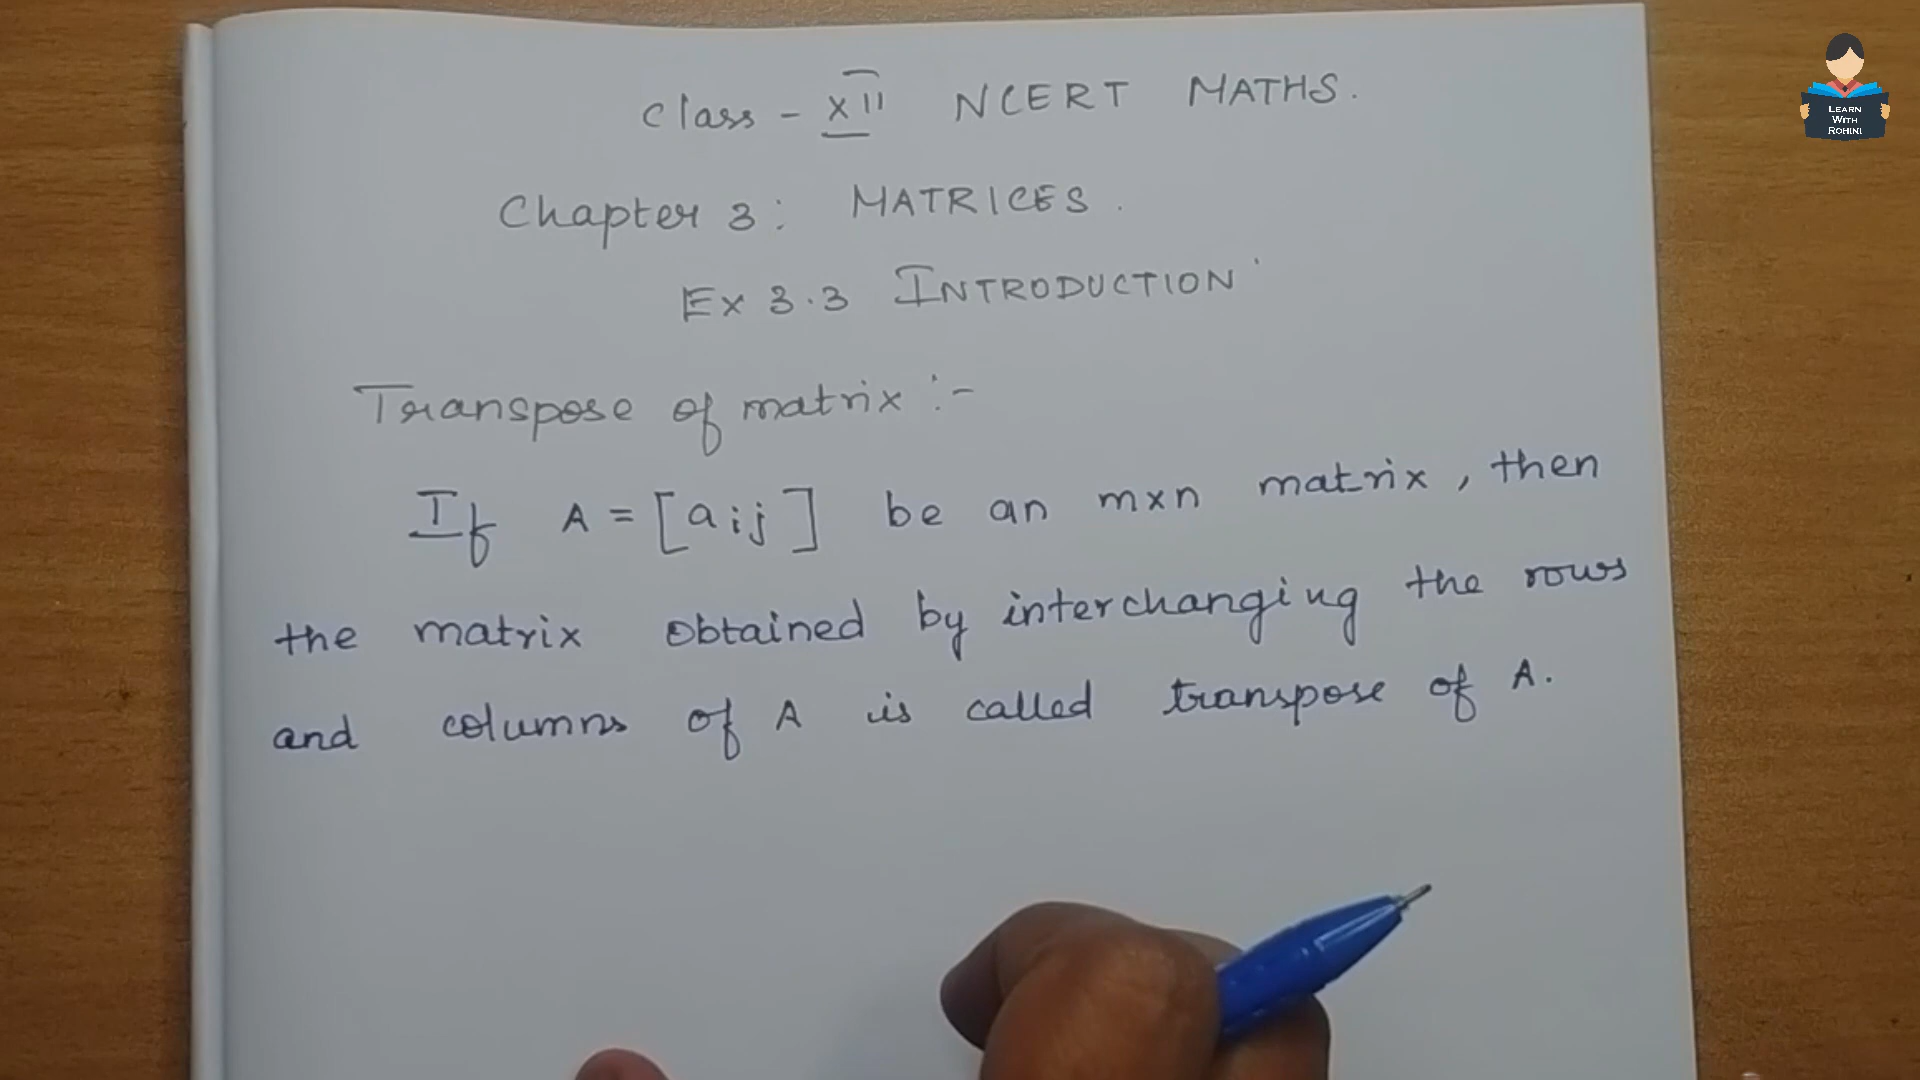 Class - XII NCERT MATHS.
Chapter 3: MATRICES.
Ex 3.3 INTRODUCTION
Transpose of matrix :-
If A = [aij] be an m×n matrix, then
the matrix obtained by interchanging the rows
and columns of A is called transpose of A.
LEARN
WITH
ROHINI